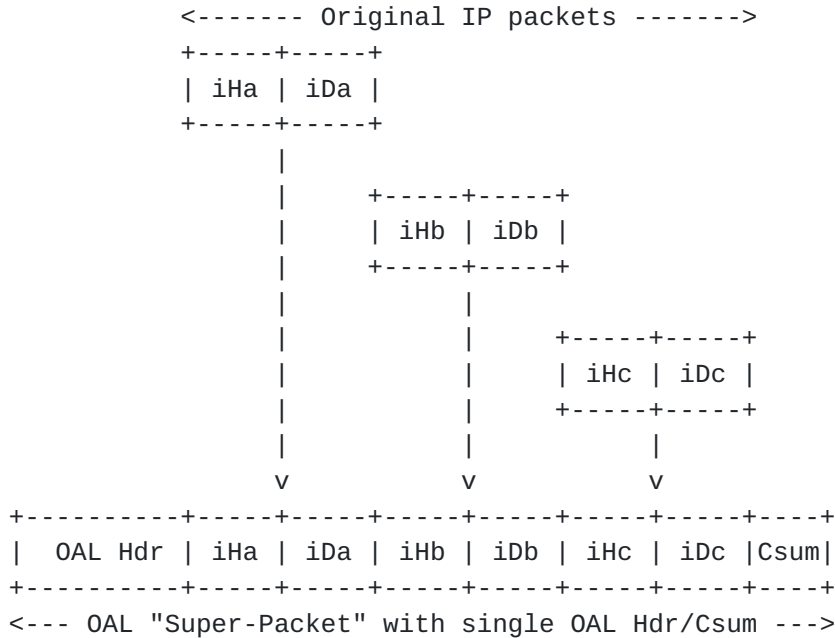 <------- Original IP packets ------->
+-----+-----+
| iHa | iDa |
+-----+-----+
|
| +-----+-----+
| | iHb | iDb |
| +-----+-----+
| |
| | +-----+-----+
| | | iHc | iDc |
| | +-----+-----+
| | |
v v v
+----------+-----+-----+-----+-----+-----+-----+----+
| OAL Hdr | iHa | iDa | iHb | iDb | iHc | iDc |Csum|
+----------+-----+-----+-----+-----+-----+-----+----+
<--- OAL "Super-Packet" with single OAL Hdr/Csum --->